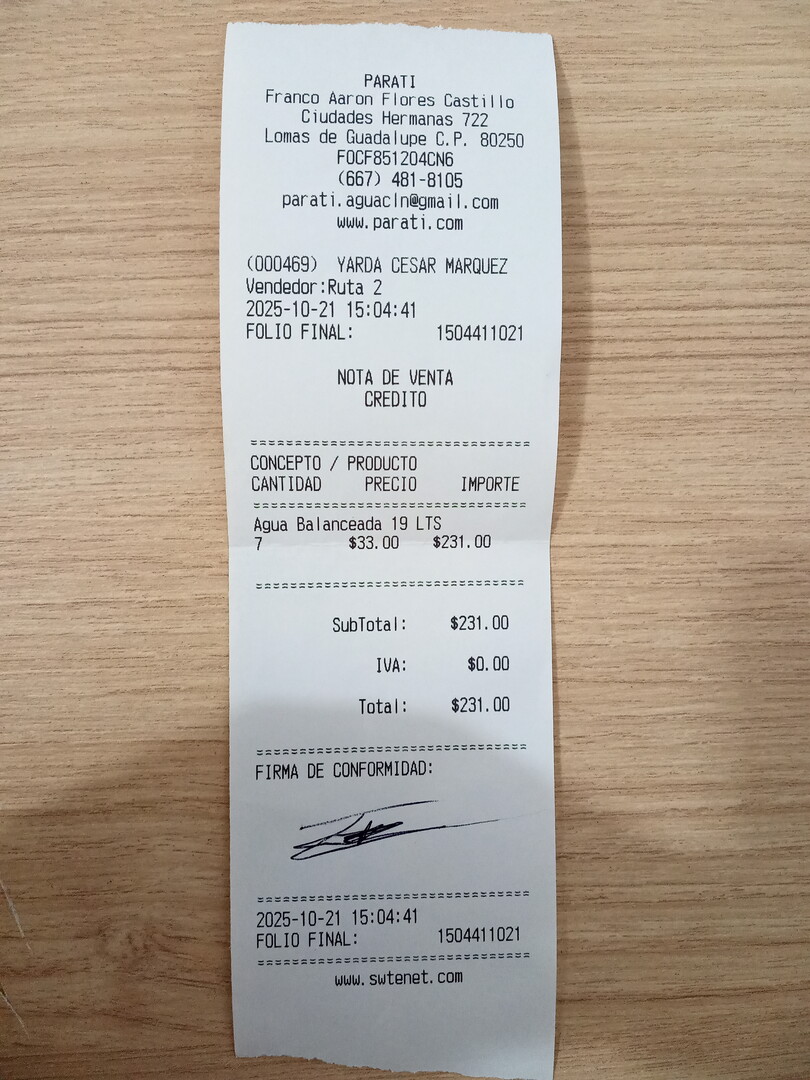 PARATI
Franco Aaron Flores Castillo
Ciudades Hermanas 722
Lomas de Guadalupe C.P. 80250
FOCF851204CN6
(667) 481-8105
parati.aguacln@gmail.com
www.parati.com
(000469) YARDA CESAR MARQUEZ
Vendedor:Ruta 2
2025-10-21 15:04:41
FOLIO FINAL: 1504411021
NOTA DE VENTA
CREDITO
CONCEPTO / PRODUCTO
CANTIDAD PRECIO IMPORTE
Agua Balanceada 19 LTS
7 $33.00 $231.00
SubTotal: $231.00
IVA: $0.00
Total: $231.00
FIRMA DE CONFORMIDAD:
2025-10-21 15:04:41
FOLIO FINAL: 1504411021
www.swtenet.com